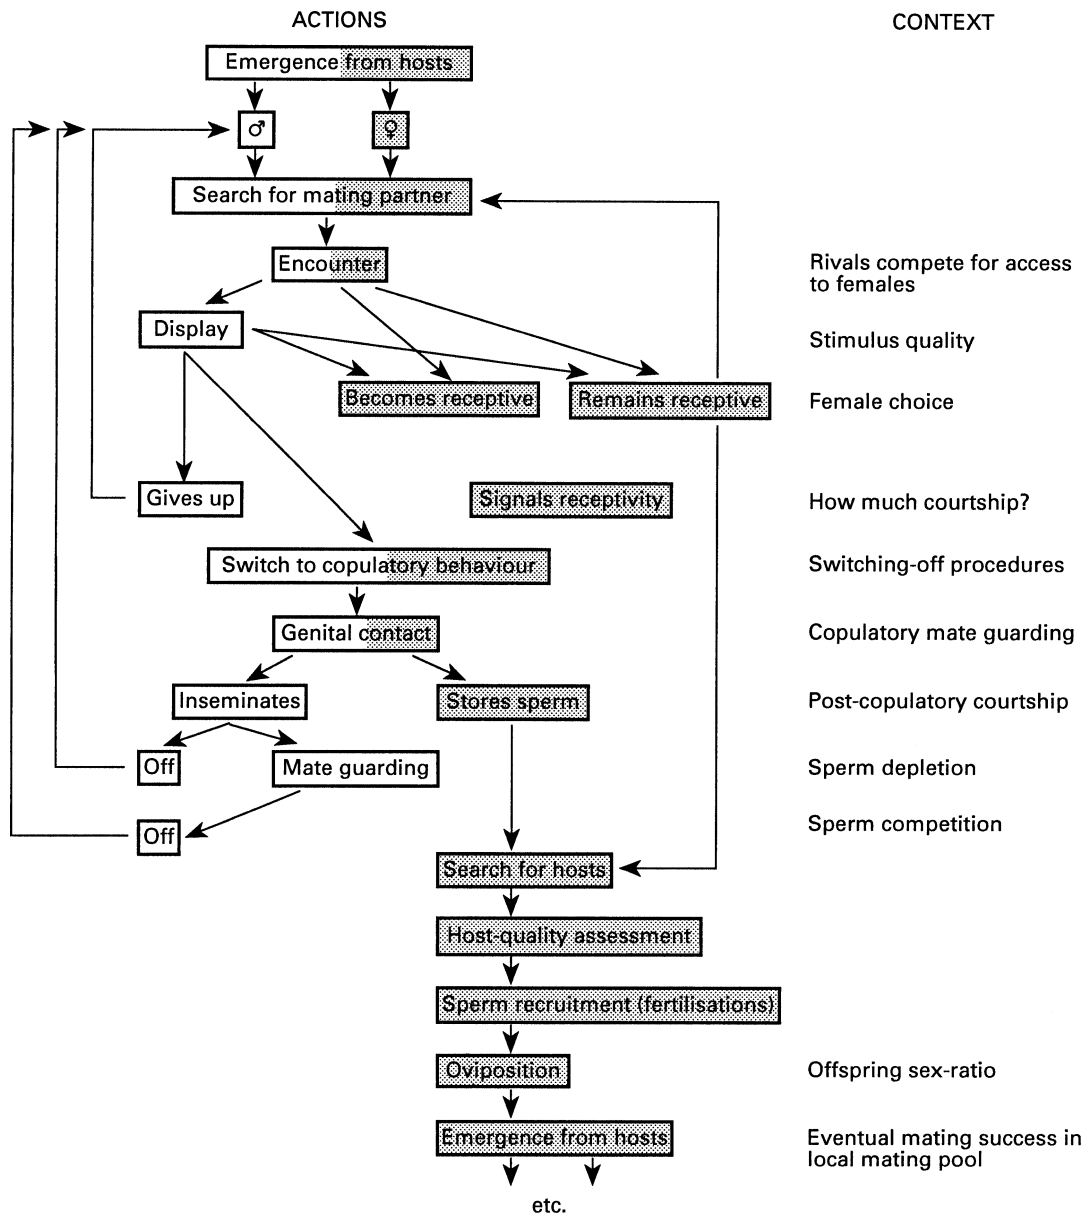 ACTIONS
CONTEXT
Emergence from hosts
♂
♀
Search for mating partner
Encounter
Rivals compete for access
to females
Display
Stimulus quality
Becomes receptive
Remains receptive
Female choice
Gives up
Signals receptivity
How much courtship?
Switch to copulatory behaviour
Switching-off procedures
Genital contact
Copulatory mate guarding
Inseminates
Stores sperm
Post-copulatory courtship
Off
Mate guarding
Sperm depletion
Off
Sperm competition
Search for hosts
Host-quality assessment
Sperm recruitment (fertilisations)
Oviposition
Offspring sex-ratio
Emergence from hosts
Eventual mating success in
local mating pool
etc.